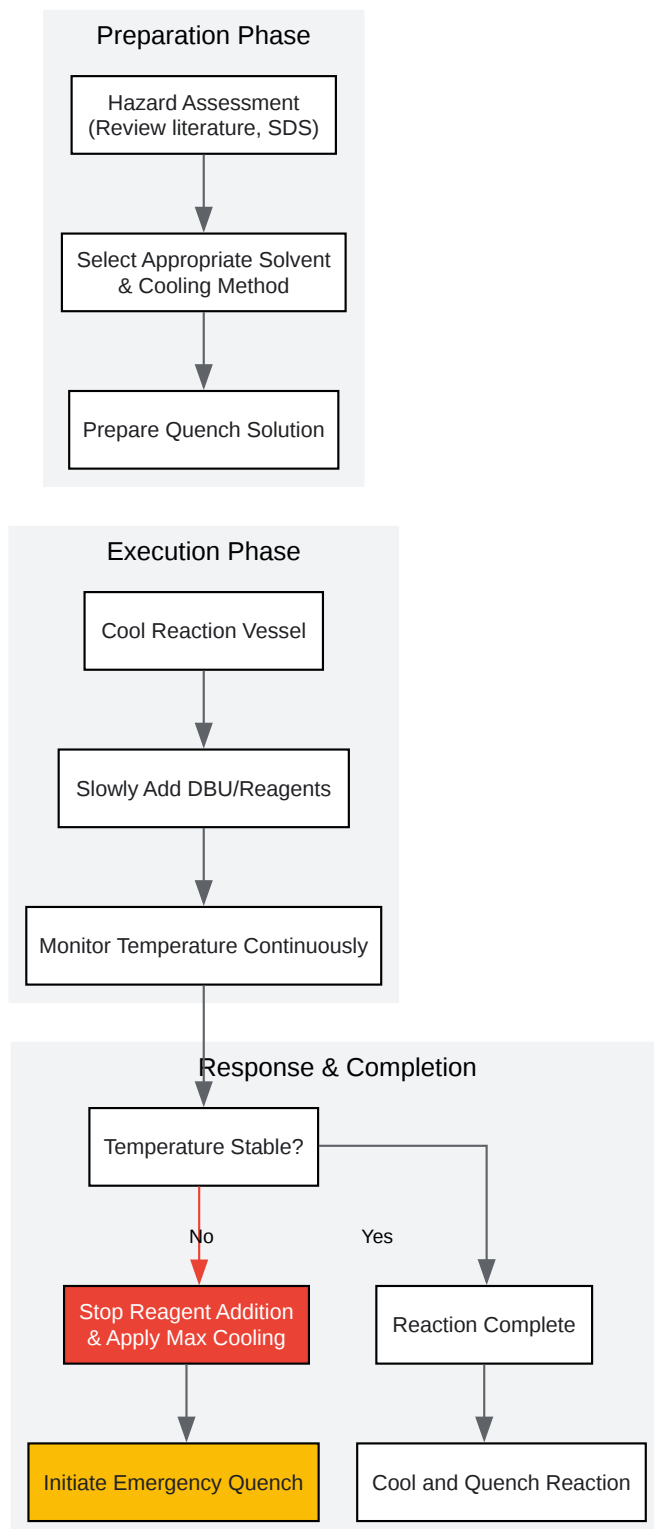 Preparation Phase
Hazard Assessment
(Review literature, SDS)
Select Appropriate Solvent
& Cooling Method
Prepare Quench Solution
Execution Phase
Cool Reaction Vessel
Slowly Add DBU/Reagents
Monitor Temperature Continuously
Response & Completion
Temperature Stable?
No
Yes
Stop Reagent Addition
& Apply Max Cooling
Reaction Complete
Initiate Emergency Quench
Cool and Quench Reaction